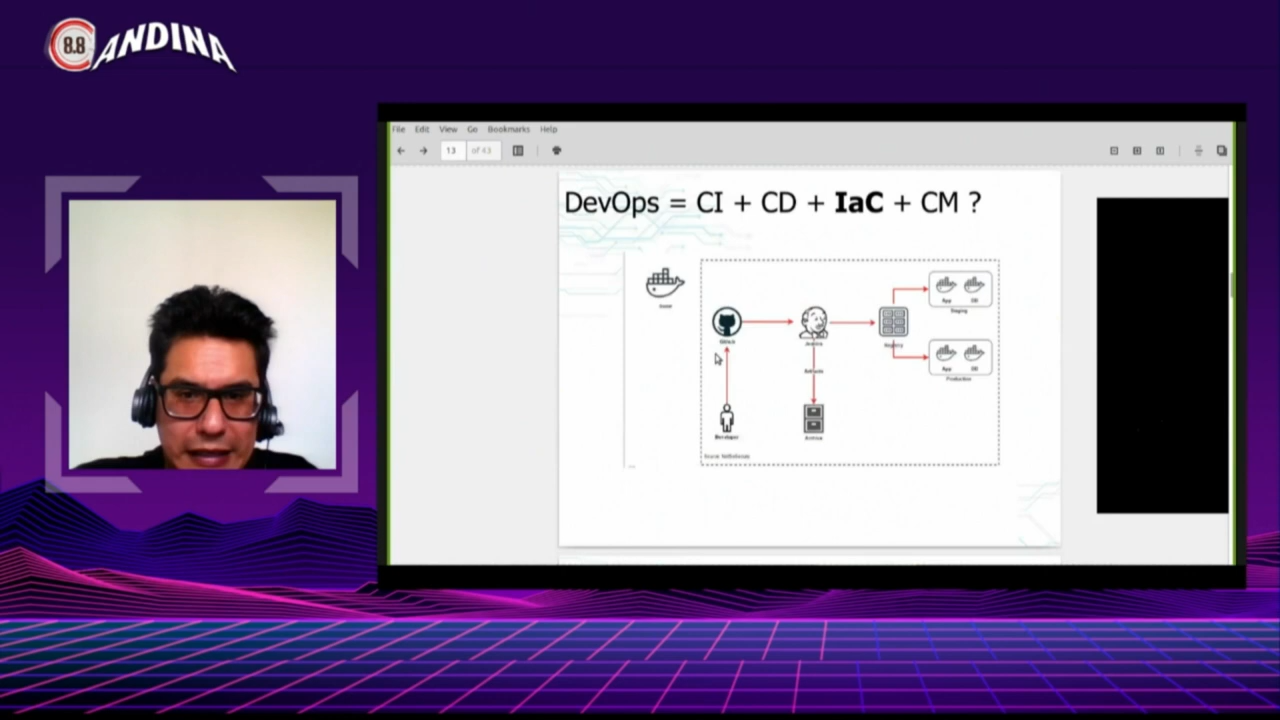 8.8 ANDINA
File Edit View Go Bookmarks Help
13 of 43
DevOps = CI + CD + IaC + CM ?
App DB
Staging
GitHub
Jenkins
Registry
App DB
Production
Developer
Archive